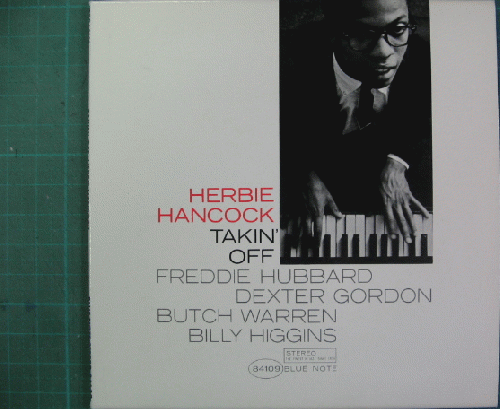 HERBIE
HANCOCK
TAKIN'
OFF
FREDDIE HUBBARD
DEXTER GORDON
BUTCH WARREN
BILLY HIGGINS
STEREO
84109 BLUE NOTE